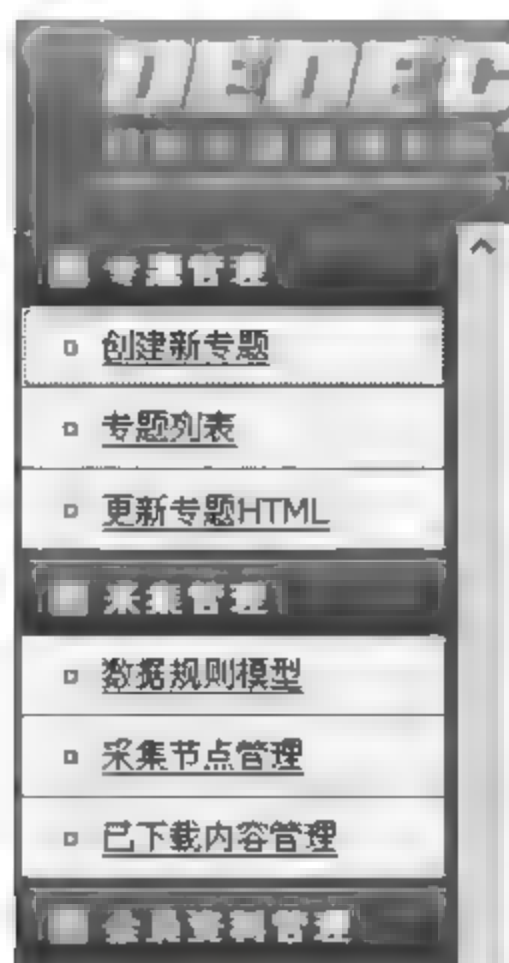 DEDEC
专题管理
创建新专题
专题列表
更新专题HTML
采集管理
数据规则模型
采集节点管理
已下载内容管理
会员资料管理